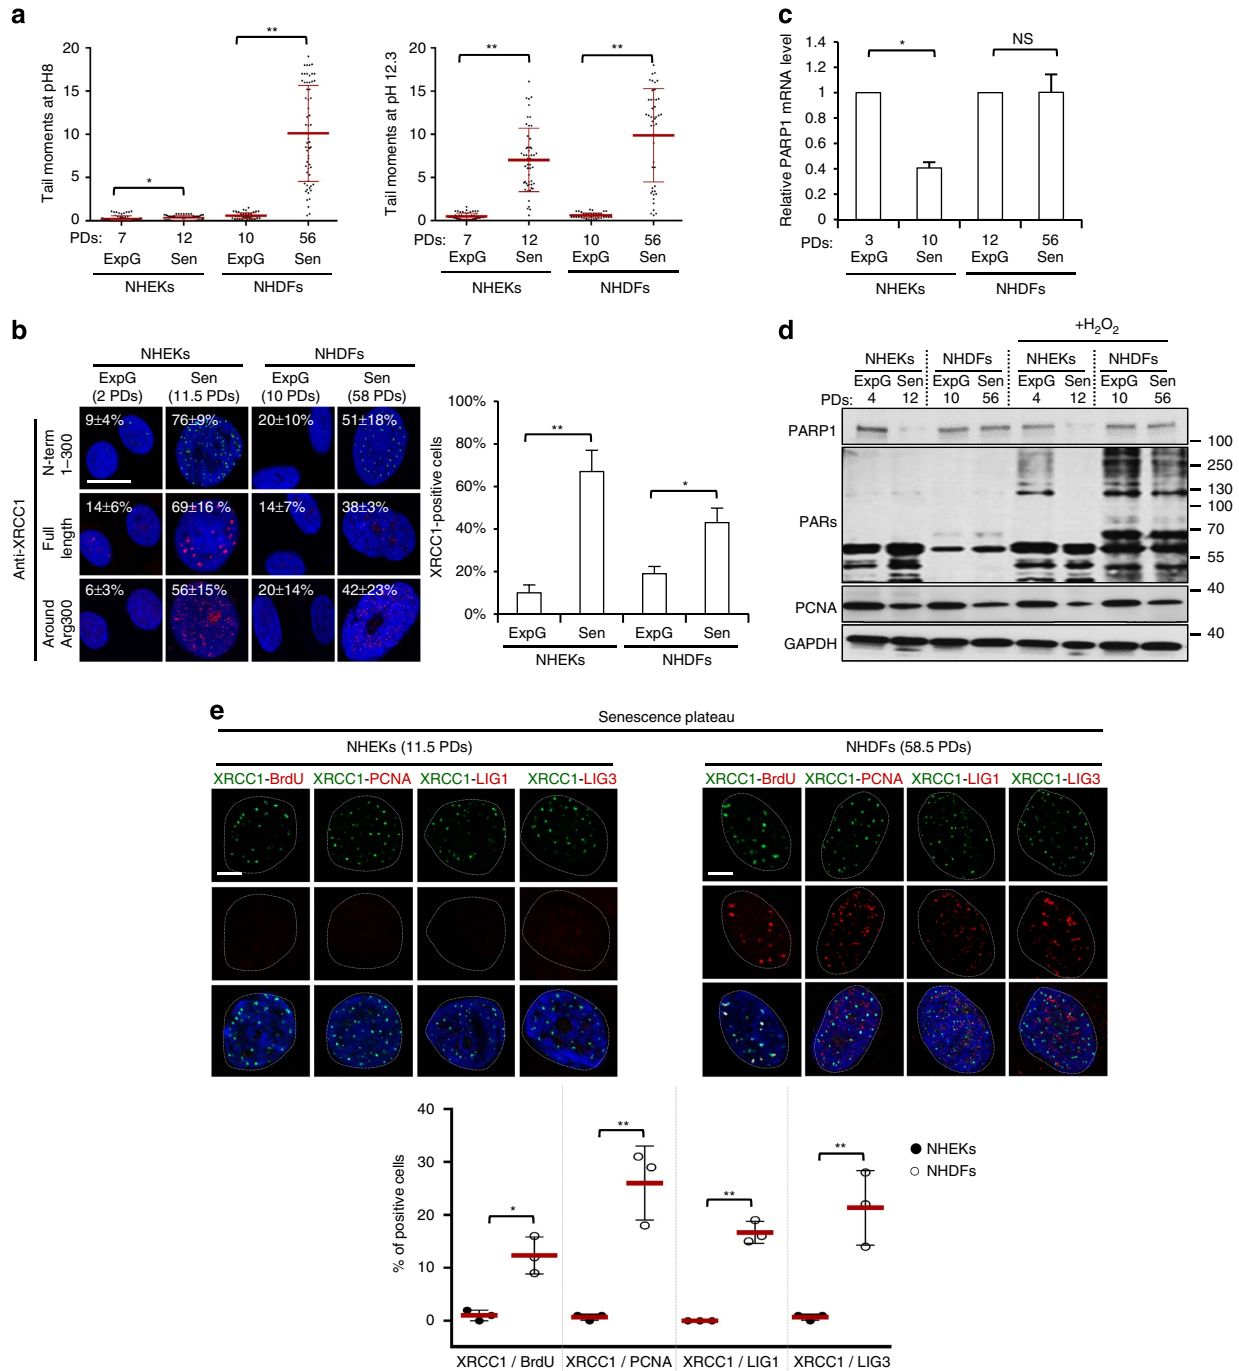 a
Tail moments at pH8
20
15
10
5
0
*
**
PDs: 7 12 10 56
ExpG Sen ExpG Sen
NHEKs NHDFs
Tail moments at pH 12.3
20
15
10
5
0
**
**
PDs: 7 12 10 56
ExpG Sen ExpG Sen
NHEKs NHDFs
c
Relative PARP1 mRNA level
1.4
1.2
1
0.8
0.6
0.4
0.2
0
*
NS
PDs: 3 10 12 56
ExpG Sen ExpG Sen
NHEKs NHDFs
b
NHEKs NHDFs
ExpG Sen ExpG Sen
(2 PDs) (11.5 PDs) (10 PDs) (58 PDs)
Anti-XRCC1
N-term
1–300
9±4% 76±9% 20±10% 51±18%
Full
length
14±6% 69±16 % 14±7% 38±3%
Around
Arg300
6±3% 56±15% 20±14% 42±23%
XRCC1-positive cells
100%
80%
60%
40%
20%
0%
**
*
ExpG Sen ExpG Sen
NHEKs NHDFs
d
+H2O2
NHEKs NHDFs NHEKs NHDFs
ExpG Sen ExpG Sen ExpG Sen ExpG Sen
PDs: 4 12 10 56 4 12 10 56
PARP1
100
PARs
250
130
100
70
55
PCNA
40
GAPDH
40
e
Senescence plateau
NHEKs (11.5 PDs) NHDFs (58.5 PDs)
XRCC1-BrdU XRCC1-PCNA XRCC1-LIG1 XRCC1-LIG3
XRCC1-BrdU XRCC1-PCNA XRCC1-LIG1 XRCC1-LIG3
% of positive cells
40
30
20
10
0
*
**
**
**
NHEKs
NHDFs
XRCC1 / BrdU XRCC1 / PCNA XRCC1 / LIG1 XRCC1 / LIG3